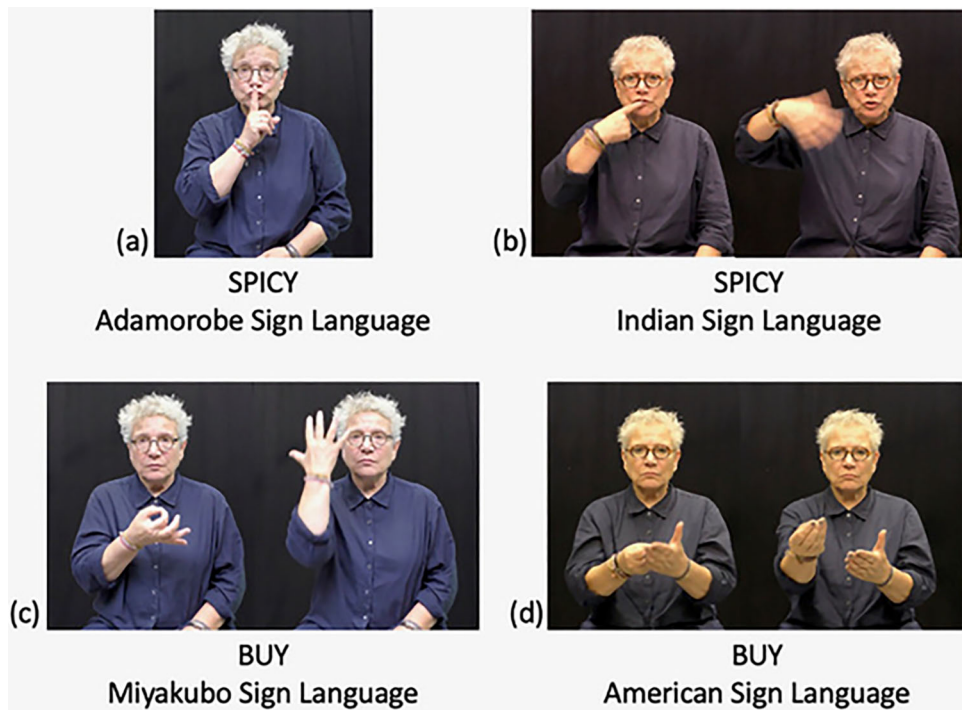 (a)
SPICY
Adamorobe Sign Language
(b)
SPICY
Indian Sign Language
(c)
BUY
Miyakubo Sign Language
(d)
BUY
American Sign Language